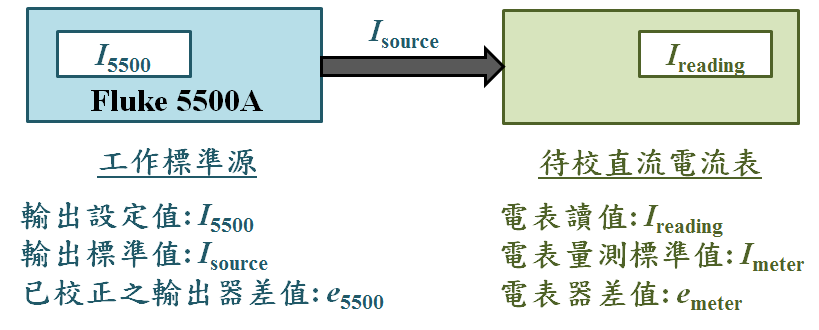 I5500
Fluke 5500A
Isource
Ireading
工作標準源
輸出設定值: I5500
輸出標準值: Isource
已校正之輸出器差值: e5500
待校直流電流表
電表讀值: Ireading
電表量測標準值: Imeter
電表器差值: emeter